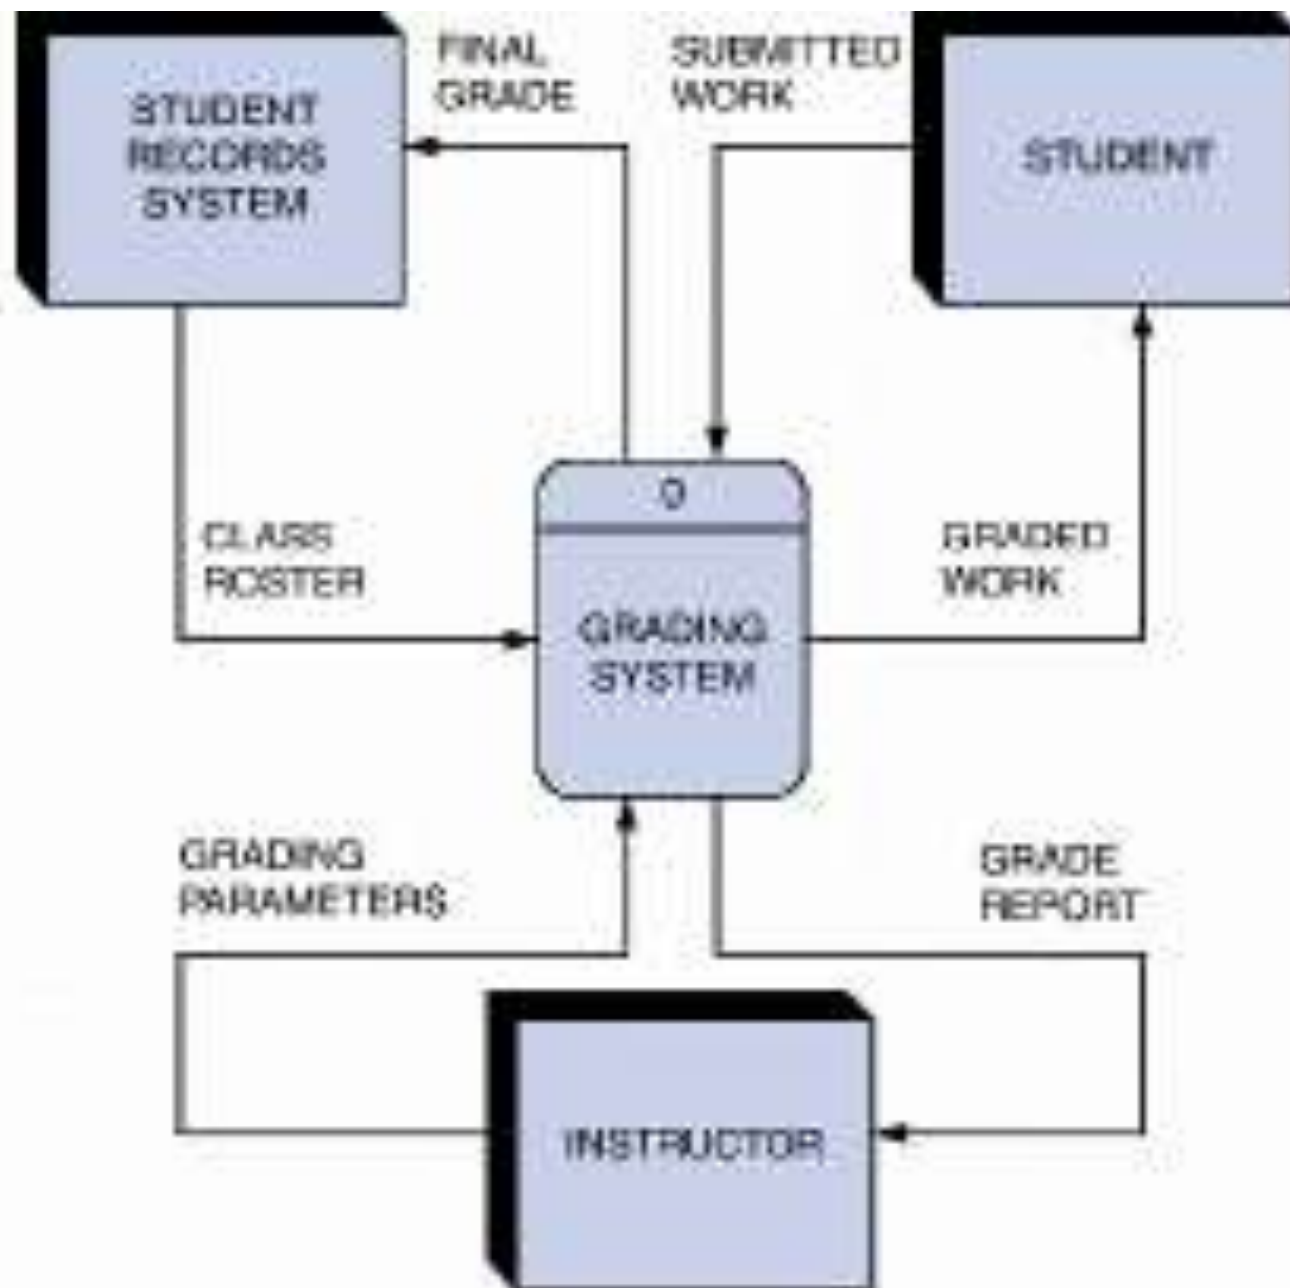 FINAL
GRADE
SUBMITTED
WORK
STUDENT
RECORDS
SYSTEM
STUDENT
0
CLASS
ROSTER
GRADED
WORK
GRADING
SYSTEM
GRADING
PARAMETERS
GRADE
REPORT
INSTRUCTOR